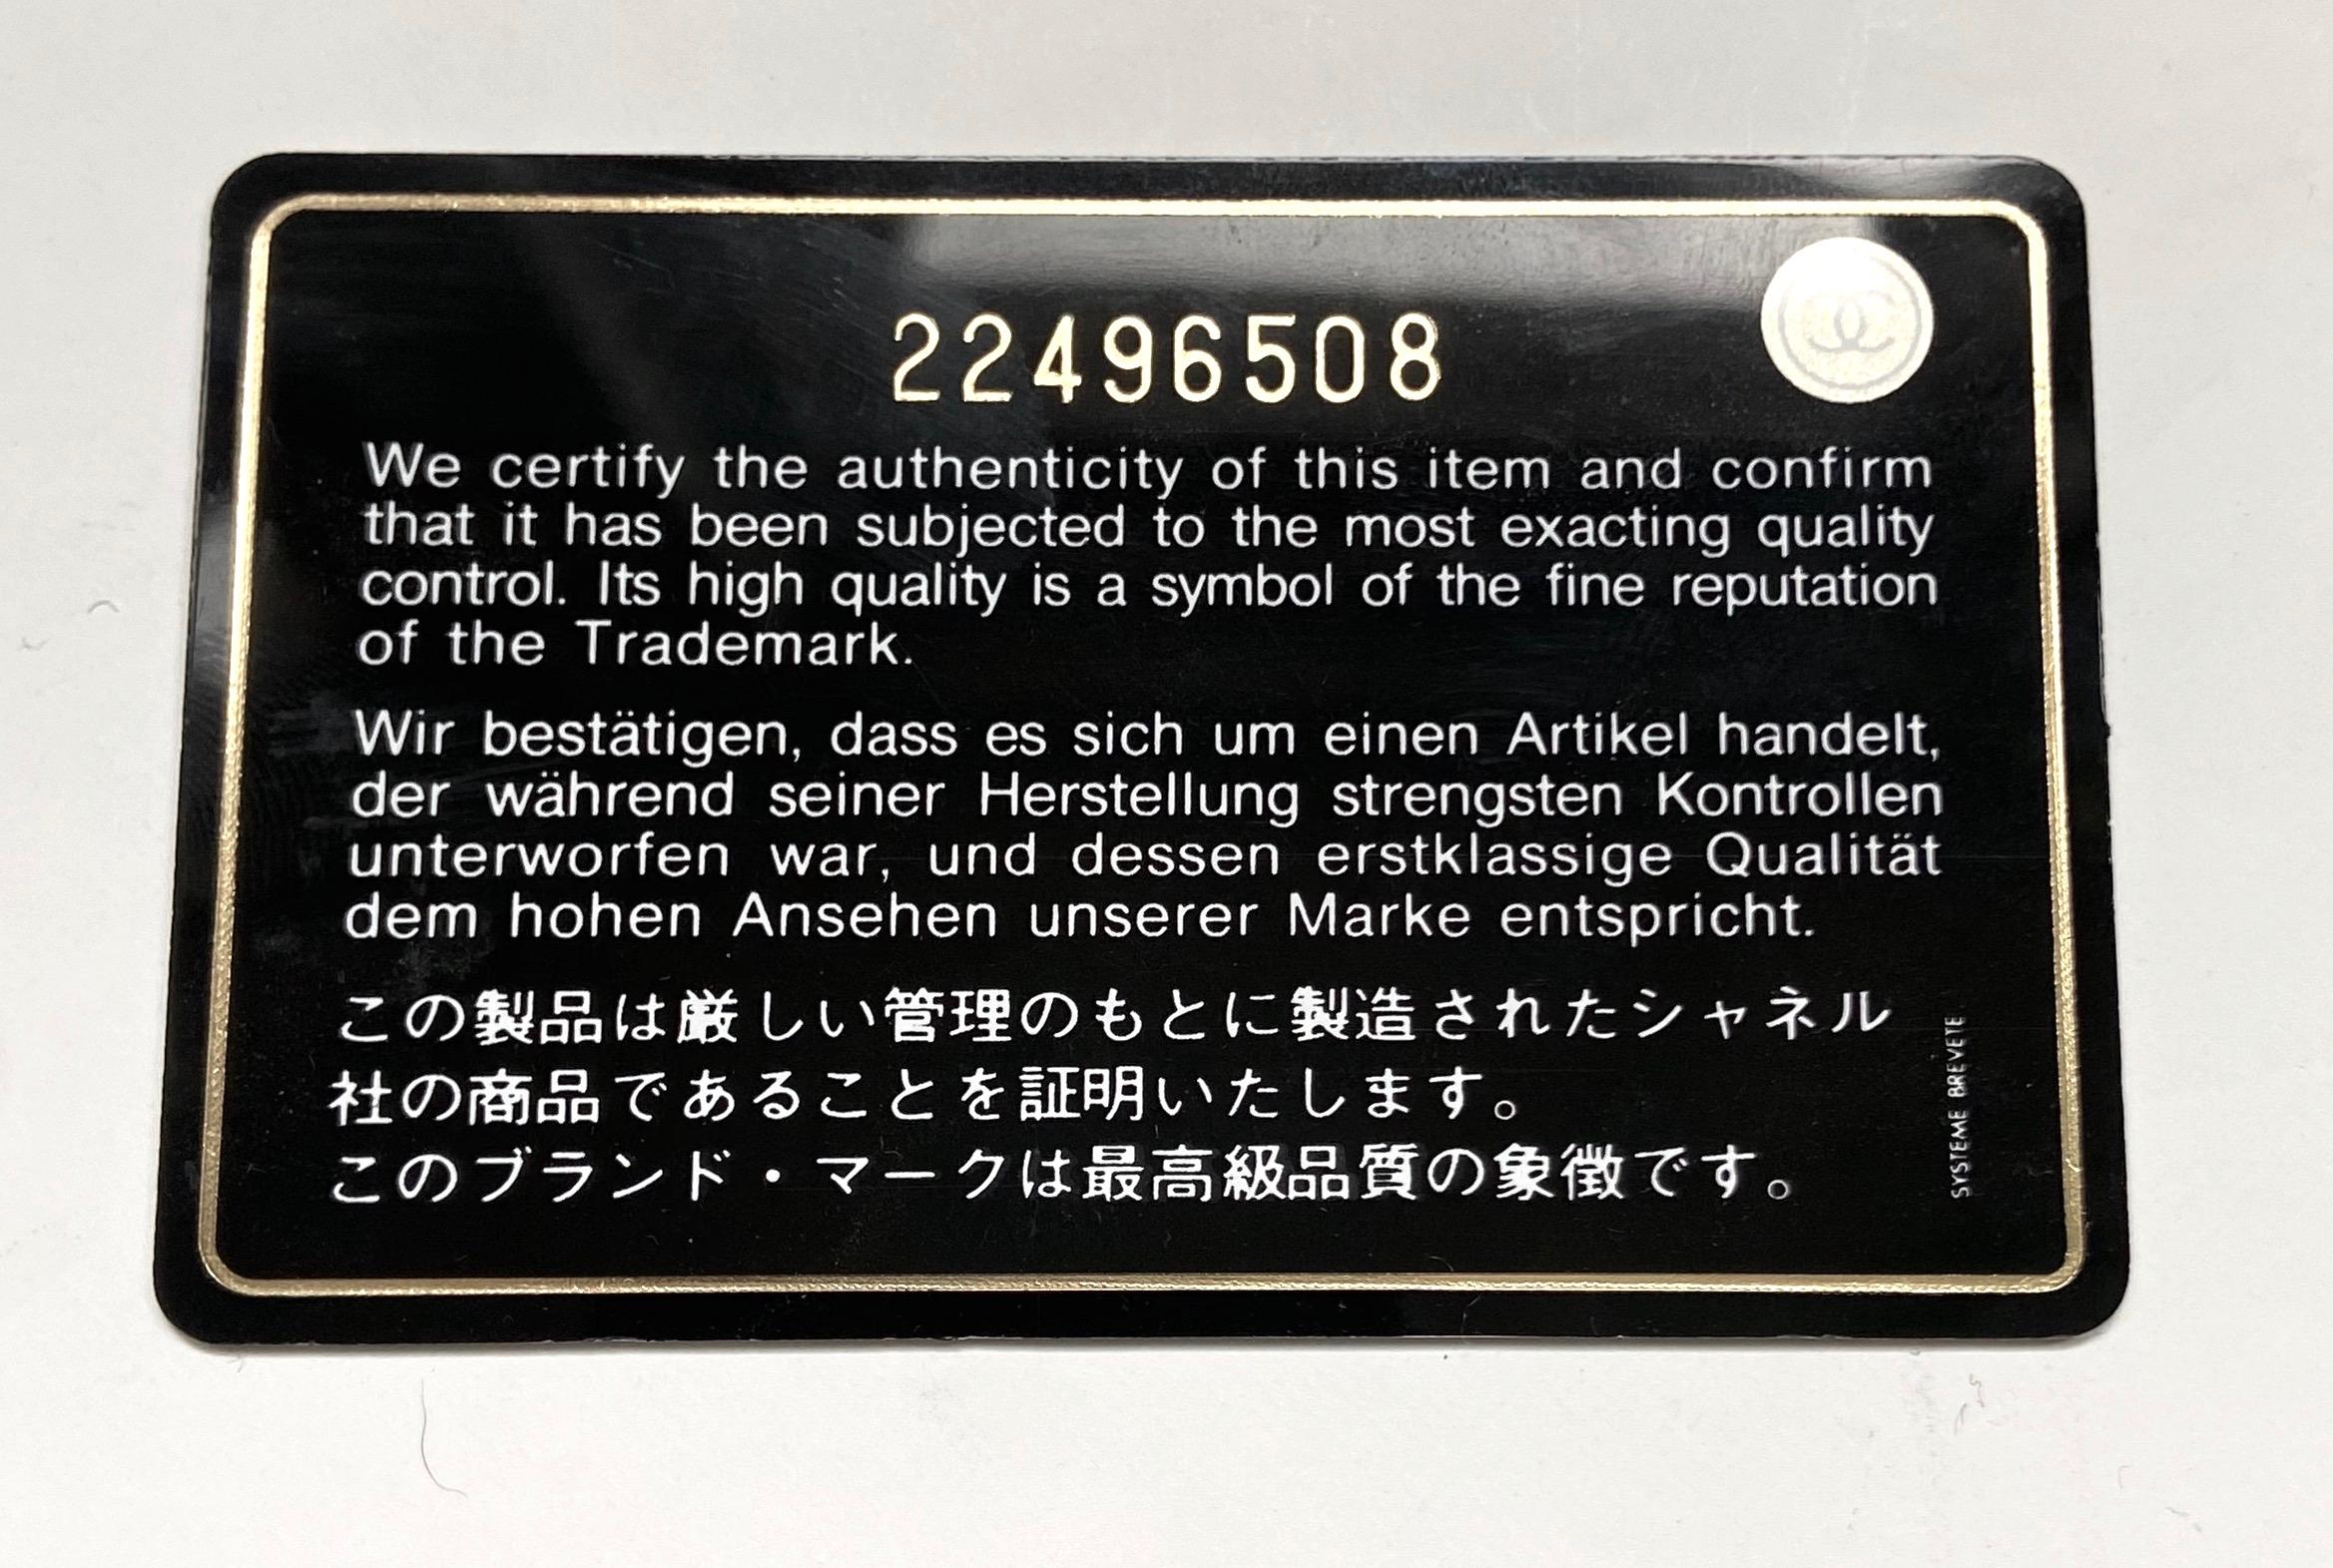 22496508
We certify the authenticity of this item and confirm
that it has been subjected to the most exacting quality
control. Its high quality is a symbol of the fine reputation
of the Trademark.
Wir bestätigen, dass es sich um einen Artikel handelt,
der während seiner Herstellung strengsten Kontrollen
unterworfen war, und dessen erstklassige Qualität
dem hohen Ansehen unserer Marke entspricht.
この製品は厳しい管理のもとに製造されたシャネル
社の商品であることを証明いたします。
このブランド・マークは最高級品質の象徴です。
SYSTEME BREVETE